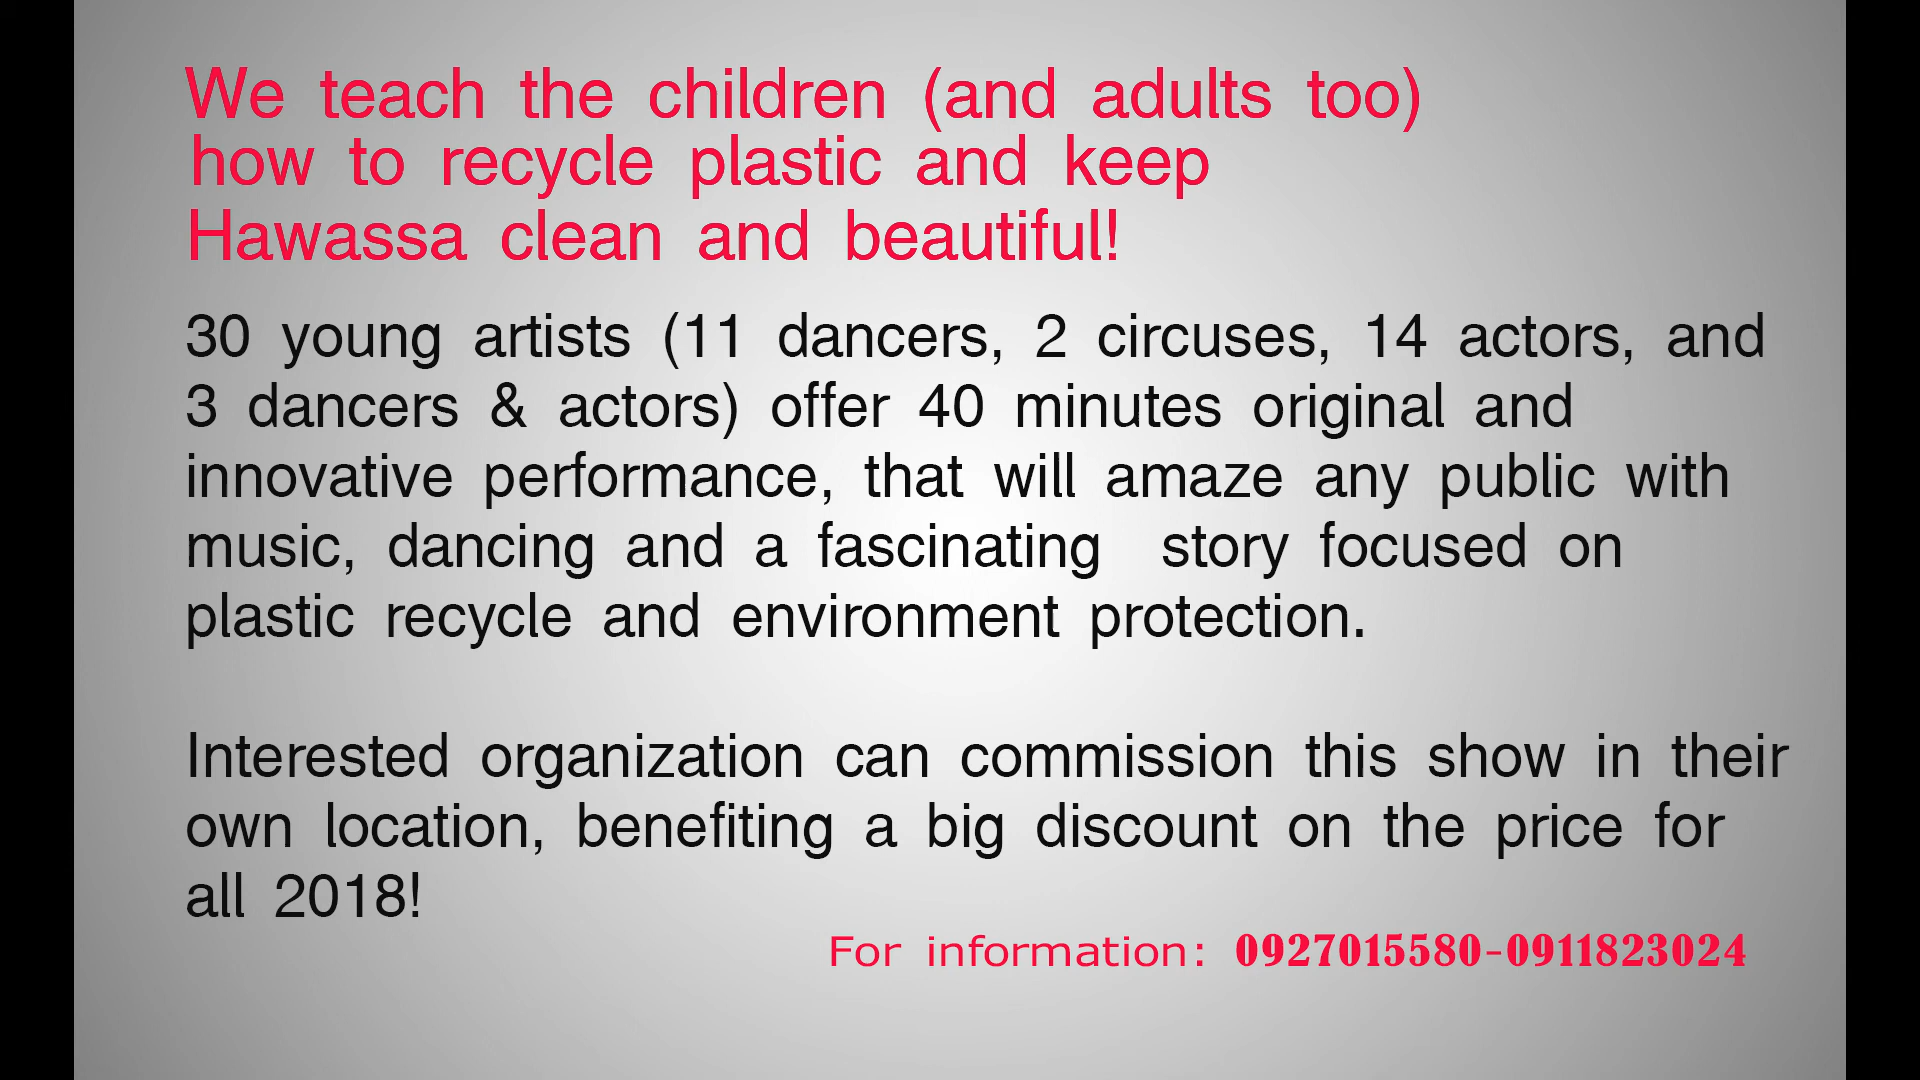 We teach the children (and adults too)
how to recycle plastic and keep
Hawassa clean and beautiful!
30 young artists (11 dancers, 2 circuses, 14 actors, and
3 dancers & actors) offer 40 minutes original and
innovative performance, that will amaze any public with
music, dancing and a fascinating story focused on
plastic recycle and environment protection.
Interested organization can commission this show in their
own location, benefiting a big discount on the price for
all 2018!
For information: 0927015580-0911823024